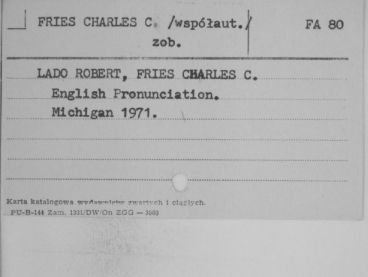 FRIES CHARLES C. /współaut./ FA 80
zob.
LADO ROBERT, FRIES CHARLES C.
English Pronunciation.
Michigan 1971.
Karta katalogowa wydawnictw zwartych i ciągłych.
PU-B-144 Zam. 1331/DW/On ZGG — 3000